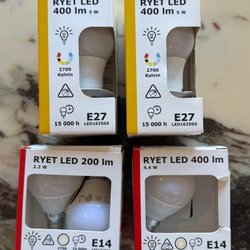 RYET LED
400 lm 5 W
2700
Kelvin
15 000 h
E27
LED1625G5
RYET LED
400 lm 5 W
2700
Kelvin
15 000 h
E27
LED1625G5
RYET LED 200 lm
2.2 W
2700
E14
RYET LED 400 lm
4.4 W
E14